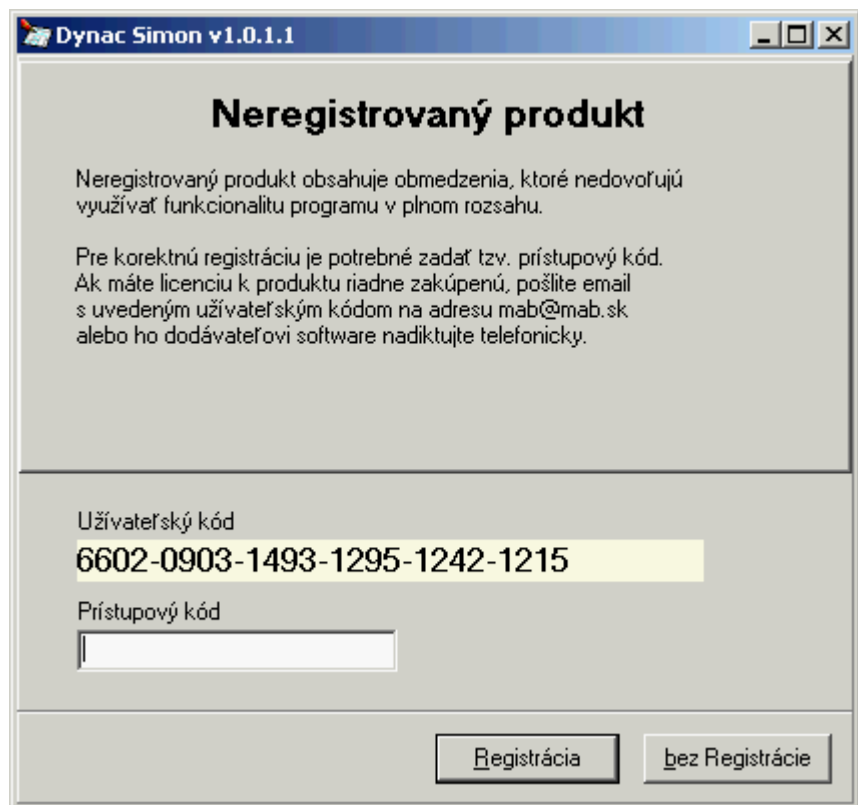 Dynac Simon v1.0.1.1
Neregistrovaný produkt
Neregistrovaný produkt obsahuje obmedzenia, ktoré nedovoľujú
využívať funkcionalitu programu v plnom rozsahu.
Pre korektnú registráciu je potrebné zadať tzv. prístupový kód.
Ak máte licenciu k produktu riadne zakúpenú, pošlite email
s uvedeným užívateľským kódom na adresu mab@mab.sk
alebo ho dodávateľovi software nadiktujte telefonicky.
Užívateľský kód
6602-0903-1493-1295-1242-1215
Prístupový kód
Registrácia bez Registrácie